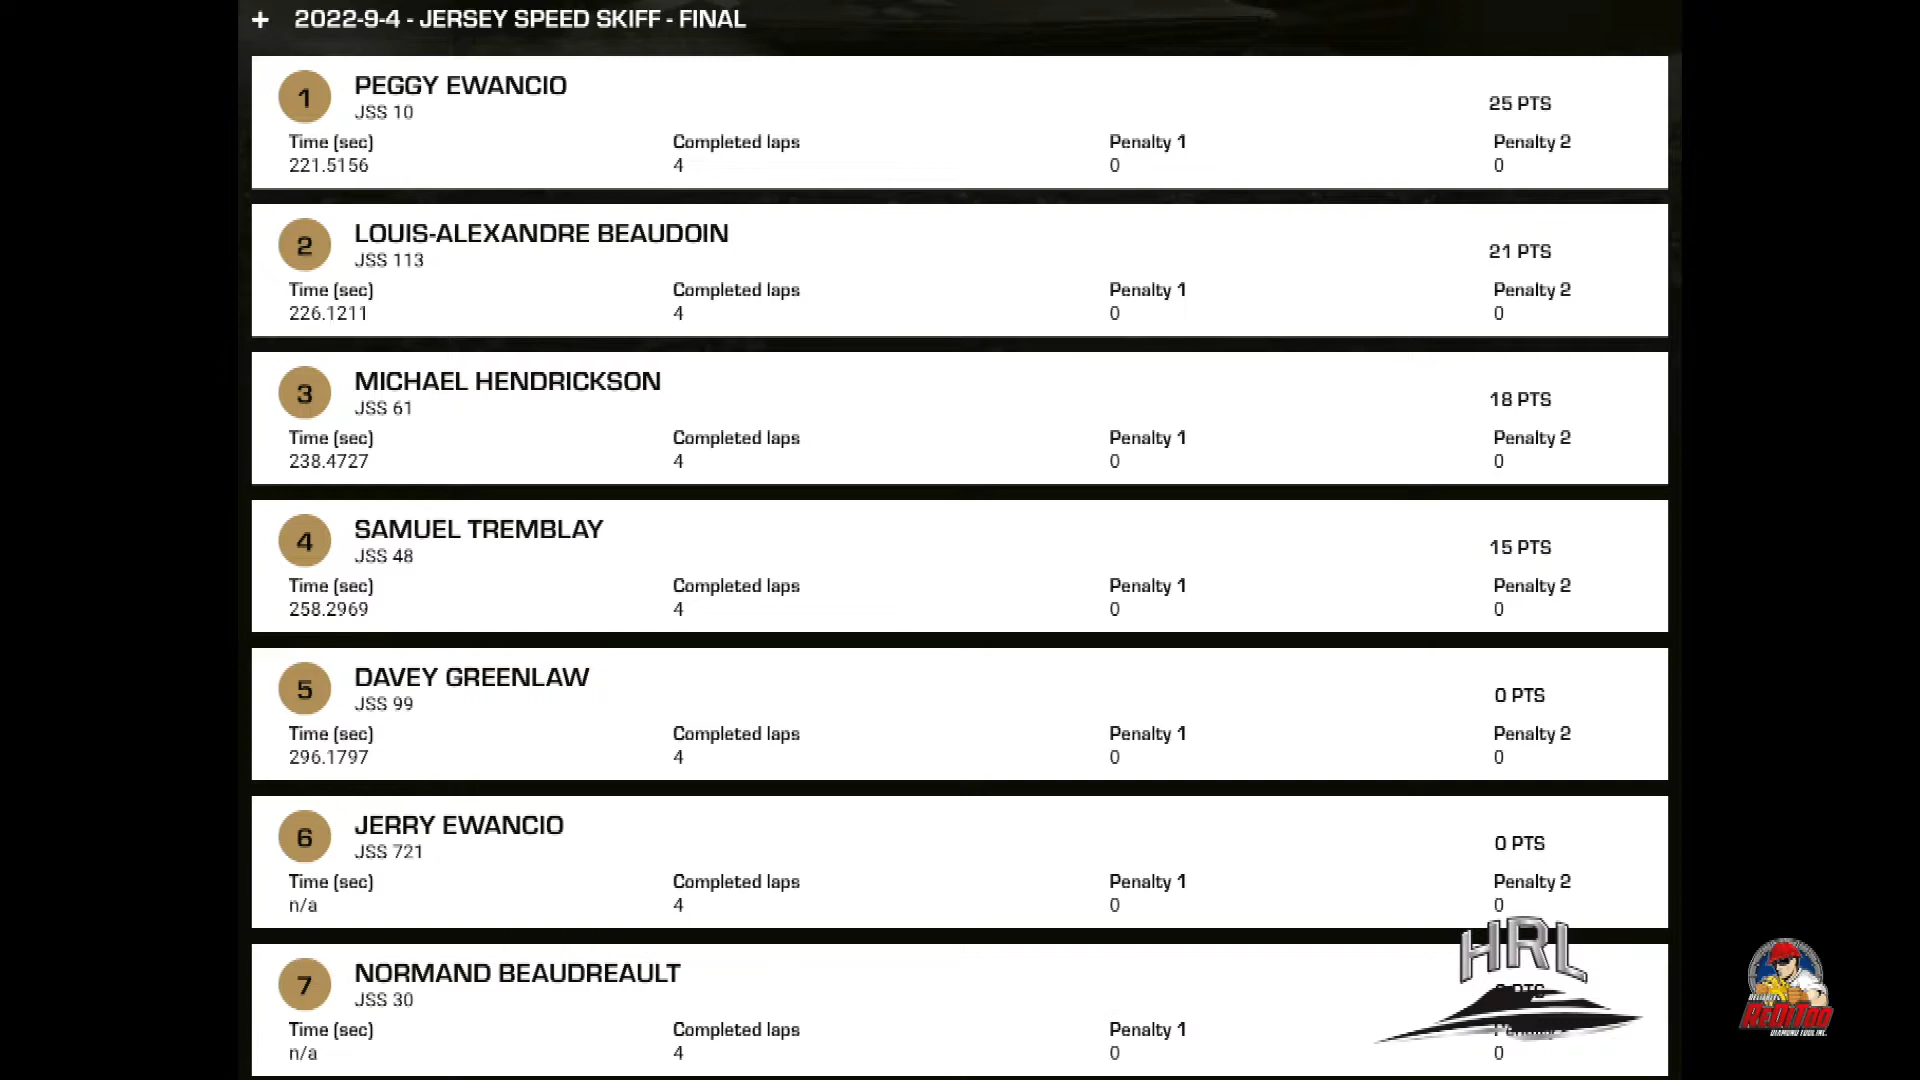 + 2022-9-4 - JERSEY SPEED SKIFF - FINAL
1 PEGGY EWANCIO
JSS 10
25 PTS
Time (sec) Completed laps Penalty 1 Penalty 2
221.5156 4 0 0
2 LOUIS-ALEXANDRE BEAUDOIN
JSS 113
21 PTS
Time (sec) Completed laps Penalty 1 Penalty 2
226.1211 4 0 0
3 MICHAEL HENDRICKSON
JSS 61
18 PTS
Time (sec) Completed laps Penalty 1 Penalty 2
238.4727 4 0 0
4 SAMUEL TREMBLAY
JSS 48
15 PTS
Time (sec) Completed laps Penalty 1 Penalty 2
258.2969 4 0 0
5 DAVEY GREENLAW
JSS 99
0 PTS
Time (sec) Completed laps Penalty 1 Penalty 2
296.1797 4 0 0
6 JERRY EWANCIO
JSS 721
0 PTS
Time (sec) Completed laps Penalty 1 Penalty 2
n/a 4 0 0
HRL
7 NORMAND BEAUDREAULT
JSS 30
PTS
Time (sec) Completed laps Penalty 1
n/a 4 0 0
REDITOO
DIAMOND TOOL INC.